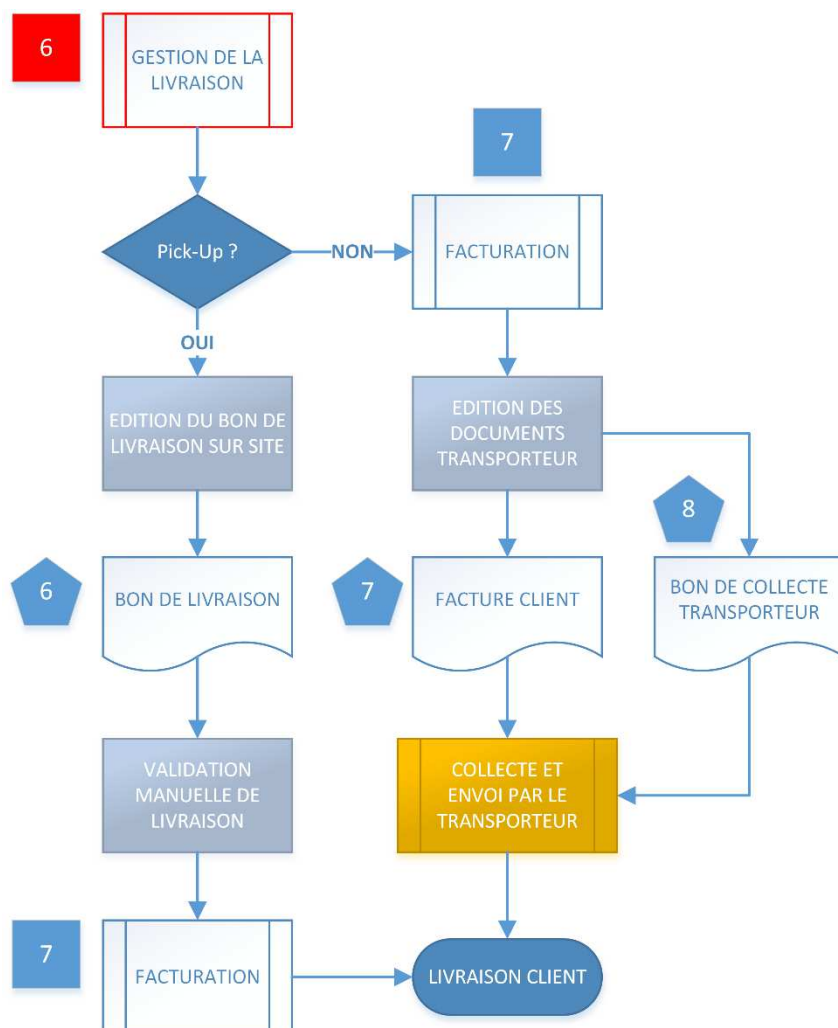 6
GESTION DE LA
LIVRAISON
7
Pick-Up ?
NON
FACTURATION
OUI
EDITION DU BON DE
LIVRAISON SUR SITE
EDITION DES
DOCUMENTS
TRANSPORTEUR
8
6
BON DE LIVRAISON
7
FACTURE CLIENT
BON DE COLLECTE
TRANSPORTEUR
VALIDATION
MANUELLE DE
LIVRAISON
COLLECTE ET
ENVOI PAR LE
TRANSPORTEUR
7
FACTURATION
LIVRAISON CLIENT